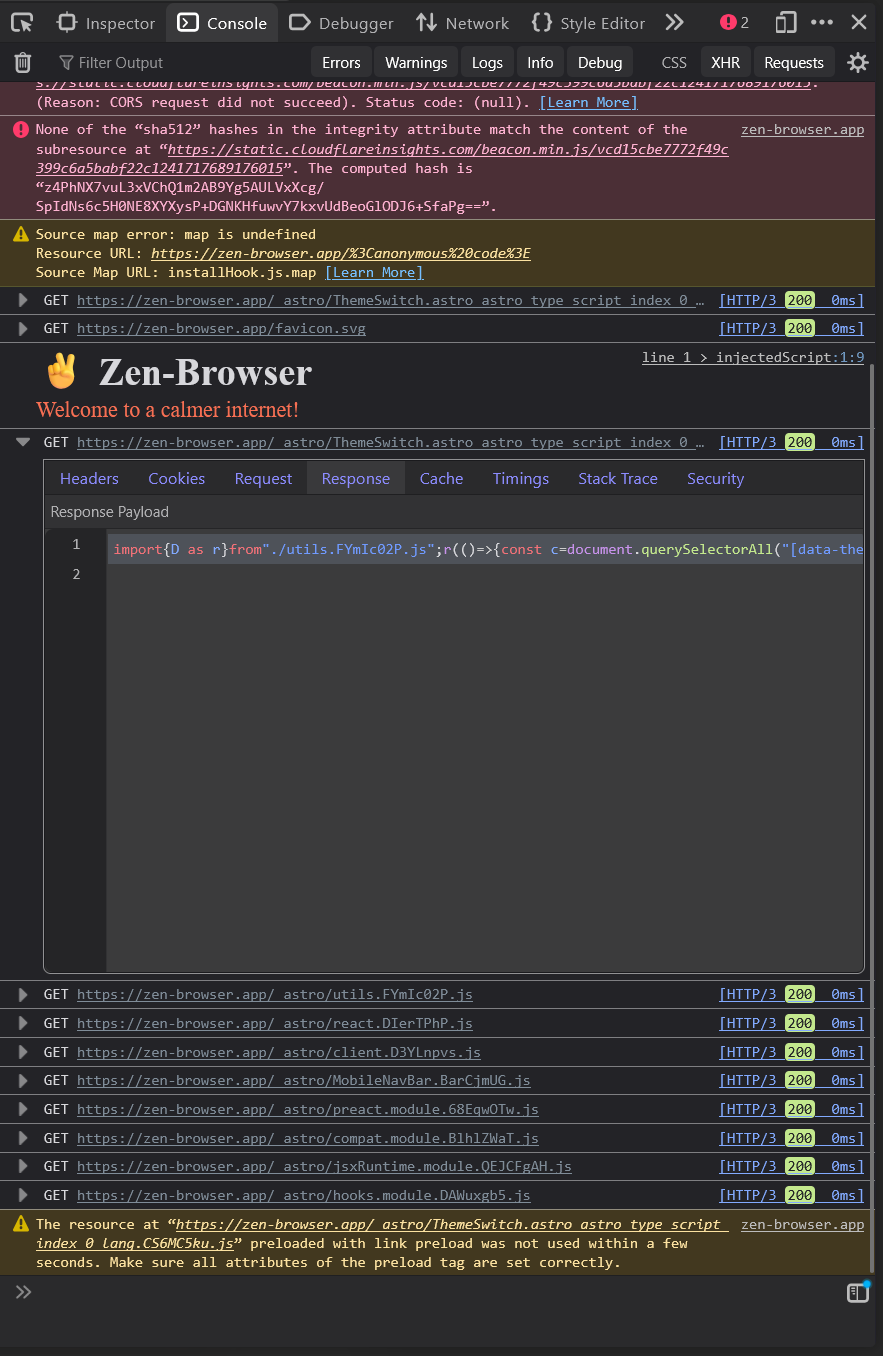 Inspector Console Debugger Network Style Editor 2
Filter Output Errors Warnings Logs Info Debug CSS XHR Requests
s://static.cloudflareinsights.com/beacon.min.js/vcd15cbe7772f49c399c6a5babf22c1241717689176015.
(Reason: CORS request did not succeed). Status code: (null). [Learn More]
None of the “sha512” hashes in the integrity attribute match the content of the zen-browser.app
subresource at “https://static.cloudflareinsights.com/beacon.min.js/vcd15cbe7772f49c
399c6a5babf22c1241717689176015”. The computed hash is
“z4PhNX7vuL3xVChQ1m2AB9Yg5AULVxXcg/
SpIdNs6c5H0NE8XYXysP+DGNKHfuwvY7kxvUdBeoGlODJ6+SfaPg==”.
Source map error: map is undefined
Resource URL: https://zen-browser.app/%3Canonymous%20code%3E
Source Map URL: installHook.js.map [Learn More]
GET https://zen-browser.app/_astro/ThemeSwitch.astro_astro_type_script_index_0_… [HTTP/3 200 0ms]
GET https://zen-browser.app/favicon.svg [HTTP/3 200 0ms]
✌ Zen-Browser line 1 > injectedScript:1:9
Welcome to a calmer internet!
GET https://zen-browser.app/_astro/ThemeSwitch.astro_astro_type_script_index_0_… [HTTP/3 200 0ms]
Headers Cookies Request Response Cache Timings Stack Trace Security
Response Payload
1 import{D as r}from"./utils.FYmIc02P.js";r(()=>{const c=document.querySelectorAll("[data-the
2
GET https://zen-browser.app/_astro/utils.FYmIc02P.js [HTTP/3 200 0ms]
GET https://zen-browser.app/_astro/react.DIerTPhP.js [HTTP/3 200 0ms]
GET https://zen-browser.app/_astro/client.D3YLnpvs.js [HTTP/3 200 0ms]
GET https://zen-browser.app/_astro/MobileNavBar.BarCjmUG.js [HTTP/3 200 0ms]
GET https://zen-browser.app/_astro/preact.module.68EqwOTw.js [HTTP/3 200 0ms]
GET https://zen-browser.app/_astro/compat.module.BlhlZWaT.js [HTTP/3 200 0ms]
GET https://zen-browser.app/_astro/jsxRuntime.module.QEJCFgAH.js [HTTP/3 200 0ms]
GET https://zen-browser.app/_astro/hooks.module.DAWuxgb5.js [HTTP/3 200 0ms]
The resource at “https://zen-browser.app/_astro/ThemeSwitch.astro_astro_type_script_ zen-browser.app
index_0_lang.CS6MC5ku.js” preloaded with link preload was not used within a few
seconds. Make sure all attributes of the preload tag are set correctly.